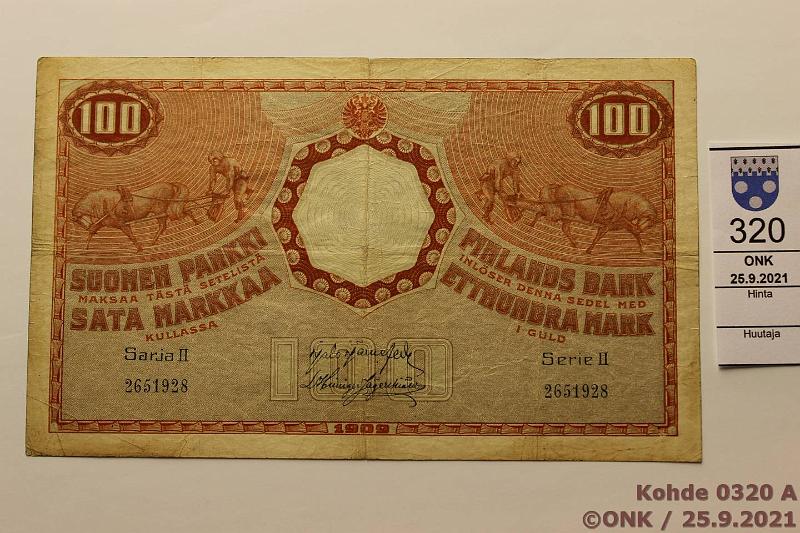 100
100
SUOMEN PANKKI
MAKSAA TÄSTÄ SETELISTÄ
SATA MARKKAA
KULLASSA
FINLANDS BANK
INLÖSER DENNA SEDEL MED
ETTHUNDRA MARK
I GULD
Sarja II
2651928
100
Serie II
2651928
1909
320
ONK
25.9.2021
Hinta
Huutaja
Kohde 0320 A
©ONK / 25.9.2021